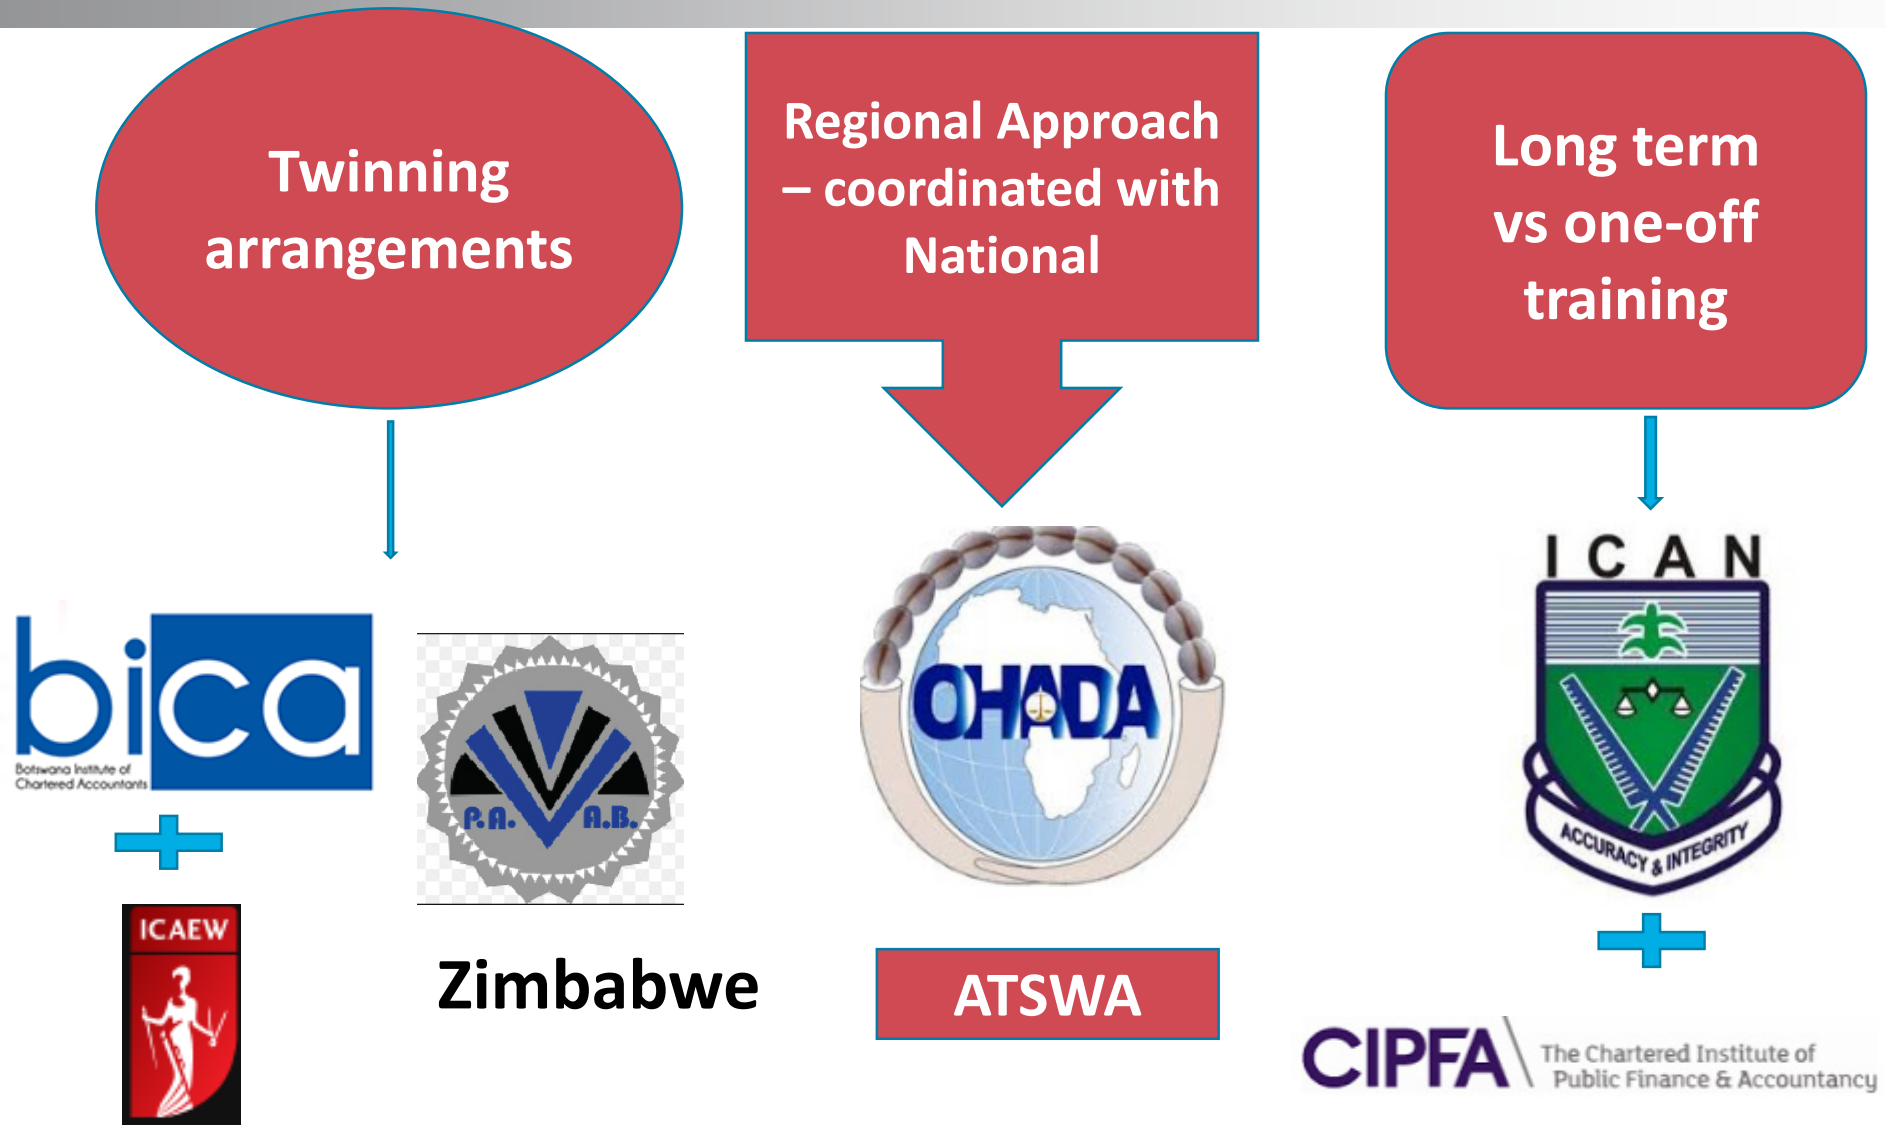 Twinning
arrangements
Regional Approach
– coordinated with
National
Long term
vs one-off
training
bica
Botswana Institute of
Chartered Accountants
P.A. A.B.
Zimbabwe
ICAEW
OHADA
ATSWA
ICAN
ACCURACY & INTEGRITY
CIPFA
The Chartered Institute of
Public Finance & Accountancy